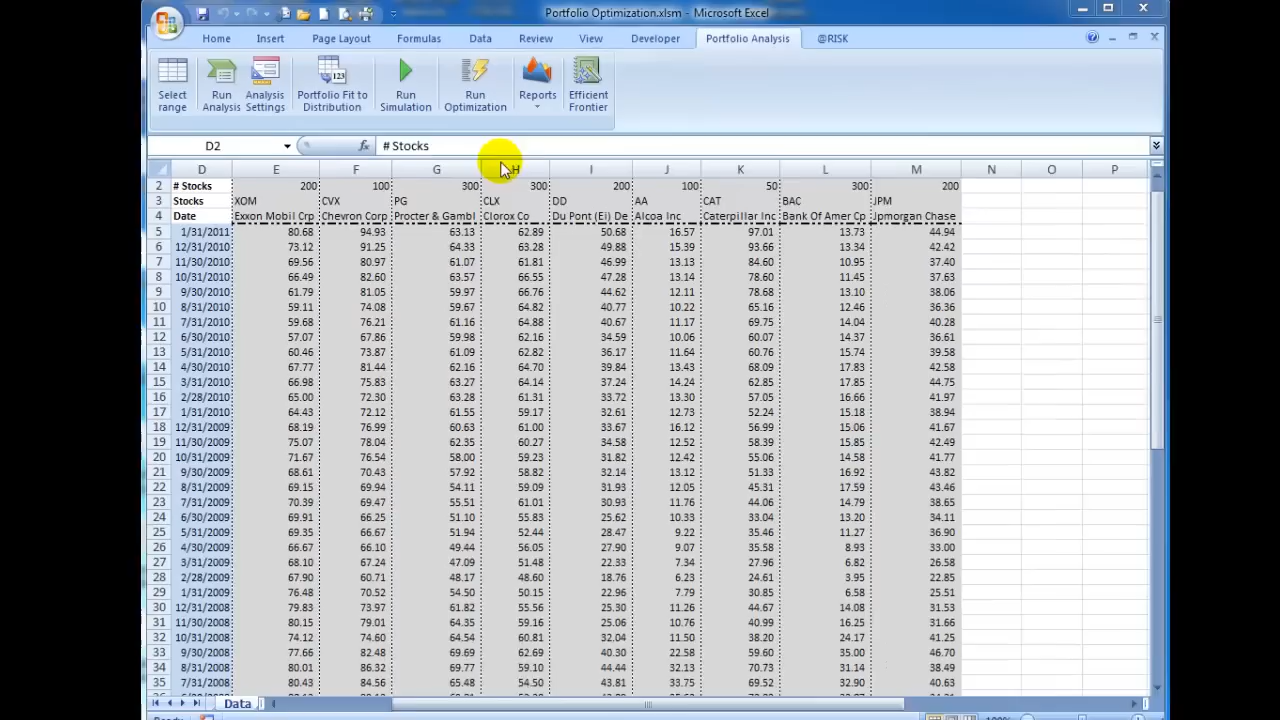 Portfolio Optimization.xlsm - Microsoft Excel
Home Insert Page Layout Formulas Data Review View Developer Portfolio Analysis @RISK
Select range Run Analysis Analysis Settings Portfolio Fit to Distribution Run Simulation Run Optimization Reports Efficient Frontier
D2 fx # Stocks
D E F G H I J K L M N O P
2 # Stocks 200 100 300 300 200 100 50 300 200
3 Stocks XOM CVX PG CLX DD AA CAT BAC JPM
4 Date Exxon Mobil Crp Chevron Corp Procter & Gambl Clorox Co Du Pont (Ei) De Alcoa Inc Caterpillar Inc Bank Of Amer Cp Jpmorgan Chase
5 1/31/2011 80.68 94.93 63.13 62.89 50.68 16.57 97.01 13.73 44.94
6 12/31/2010 73.12 91.25 64.33 63.28 49.88 15.39 93.66 13.34 42.42
7 11/30/2010 69.56 80.97 61.07 61.81 46.99 13.13 84.60 10.95 37.40
8 10/31/2010 66.49 82.60 63.57 66.55 47.28 13.14 78.60 11.45 37.63
9 9/30/2010 61.79 81.05 59.97 66.76 44.62 12.11 78.68 13.10 38.06
10 8/31/2010 59.11 74.08 59.67 64.82 40.77 10.22 65.16 12.46 36.36
11 7/31/2010 59.68 76.21 61.16 64.88 40.67 11.17 69.75 14.04 40.28
12 6/30/2010 57.07 67.86 59.98 62.16 34.59 10.06 60.07 14.37 36.61
13 5/31/2010 60.46 73.87 61.09 62.82 36.17 11.64 60.76 15.74 39.58
14 4/30/2010 67.77 81.44 62.16 64.70 39.84 13.43 68.09 17.83 42.58
15 3/31/2010 66.98 75.83 63.27 64.14 37.24 14.24 62.85 17.85 44.75
16 2/28/2010 65.00 72.30 63.28 61.31 33.72 13.30 57.05 16.66 41.97
17 1/31/2010 64.43 72.12 61.55 59.17 32.61 12.73 52.24 15.18 38.94
18 12/31/2009 68.19 76.99 60.63 61.00 33.67 16.12 56.99 15.06 41.67
19 11/30/2009 75.07 78.04 62.35 60.27 34.58 12.52 58.39 15.85 42.49
20 10/31/2009 71.67 76.54 58.00 59.23 31.82 12.42 55.06 14.58 41.77
21 9/30/2009 68.61 70.43 57.92 58.82 32.14 13.12 51.33 16.92 43.82
22 8/31/2009 69.15 69.94 54.11 59.09 31.93 12.05 45.31 17.59 43.46
23 7/31/2009 70.39 69.47 55.51 61.01 30.93 11.76 44.06 14.79 38.65
24 6/30/2009 69.91 66.25 51.10 55.83 25.62 10.33 33.04 13.20 34.11
25 5/31/2009 69.35 66.67 51.94 52.44 28.47 9.22 35.46 11.27 36.90
26 4/30/2009 66.67 66.10 49.44 56.05 27.90 9.07 35.58 8.93 33.00
27 3/31/2009 68.10 67.24 47.09 51.48 22.33 7.34 27.96 6.82 26.58
28 2/28/2009 67.90 60.71 48.17 48.60 18.76 6.23 24.61 3.95 22.85
29 1/31/2009 76.48 70.52 54.50 50.15 22.96 7.79 30.85 6.58 25.51
30 12/31/2008 79.83 73.97 61.82 55.56 25.30 11.26 44.67 14.08 31.53
31 11/30/2008 80.15 79.01 64.35 59.16 25.06 10.76 40.99 16.25 31.66
32 10/31/2008 74.12 74.60 64.54 60.81 32.04 11.50 38.20 24.17 41.25
33 9/30/2008 77.66 82.48 69.69 62.69 40.30 22.58 59.60 35.00 46.70
34 8/31/2008 80.01 86.32 69.77 59.10 44.44 32.13 70.73 31.14 38.49
35 7/31/2008 80.43 84.56 65.48 54.50 43.81 33.75 69.52 32.90 40.63
Data